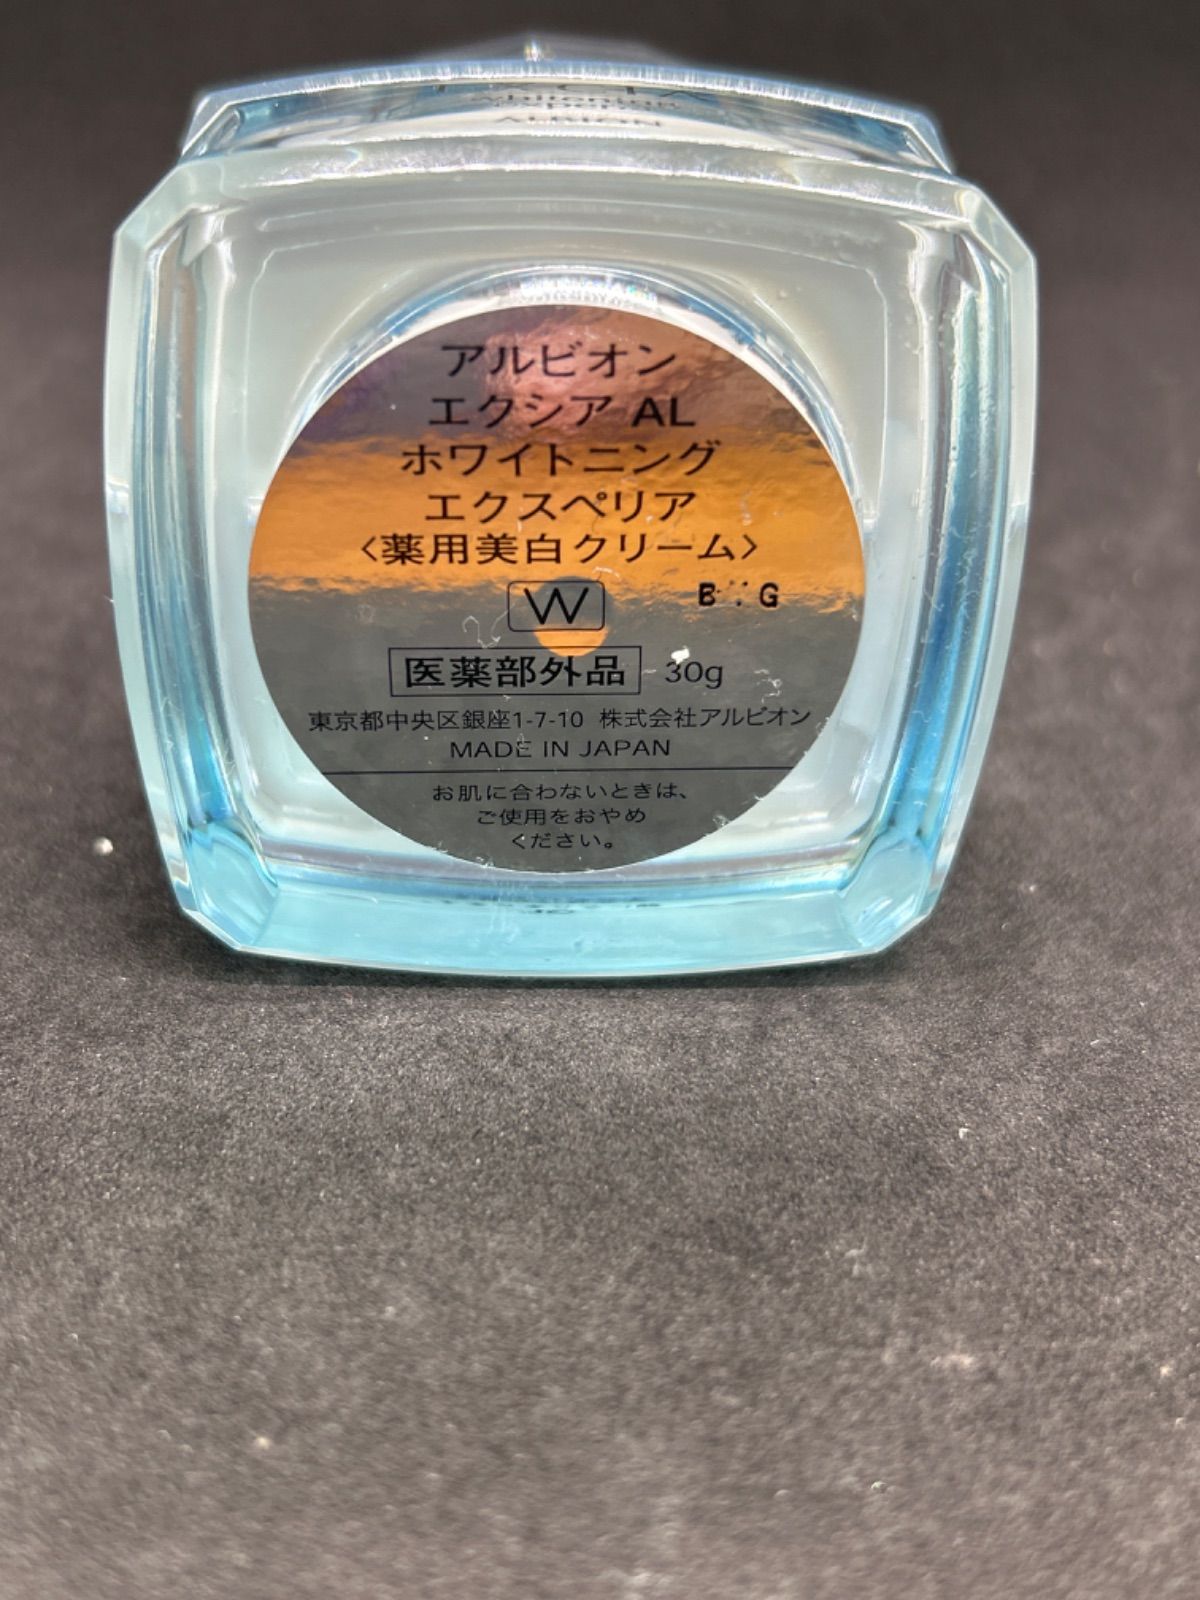 ALBION
アルビオン
エクシア AL
ホワイトニング
エクスペリア
〈薬用美白クリーム〉
W
医薬部外品 30g
東京都中央区銀座1-7-10 株式会社アルビオン
MADE IN JAPAN
お肌に合わないときは、
ご使用をおやめ
ください。